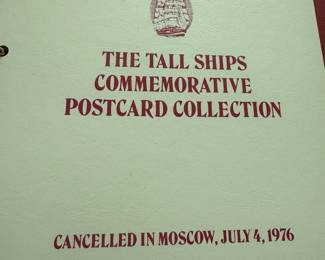 THE TALL SHIPS
COMMEMORATIVE
POSTCARD COLLECTION
CANCELLED IN MOSCOW, JULY 4, 1976